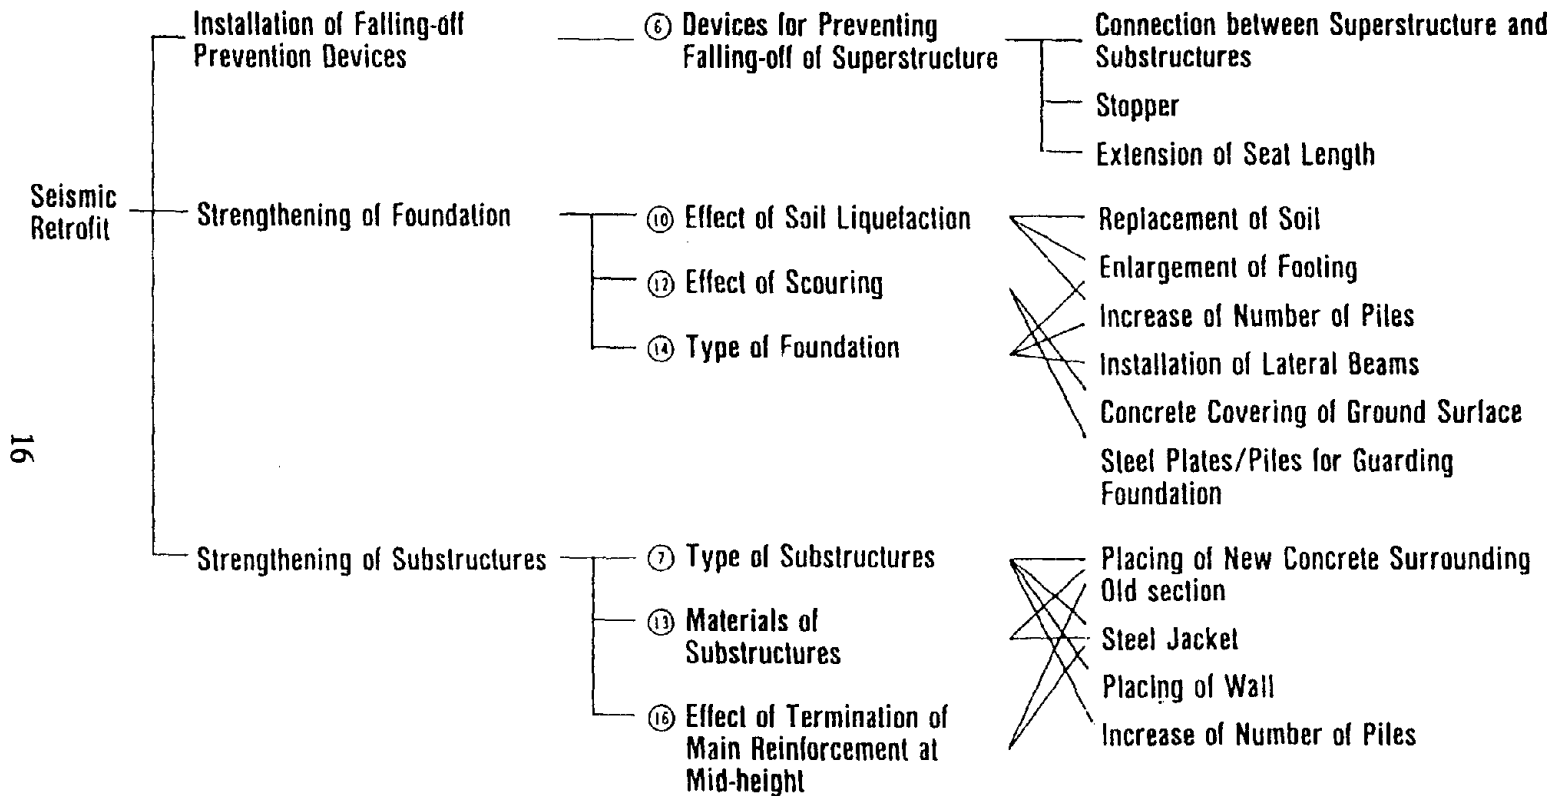 Seismic
Retrofit
Installation of Falling-off
Prevention Devices
⑥ Devices for Preventing
Falling-off of Superstructure
Connection between Superstructure and
Substructures
Stopper
Extension of Seat Length
Strengthening of Foundation
⑩ Effect of Soil Liquefaction
⑫ Effect of Scouring
⑭ Type of Foundation
Replacement of Soil
Enlargement of Footing
Increase of Number of Piles
Installation of Lateral Beams
Concrete Covering of Ground Surface
Steel Plates/Piles for Guarding
Foundation
Strengthening of Substructures
⑦ Type of Substructures
⑬ Materials of
Substructures
⑯ Effect of Termination of
Main Reinforcement at
Mid-height
Placing of New Concrete Surrounding
Old section
Steel Jacket
Placing of Wall
Increase of Number of Piles
16